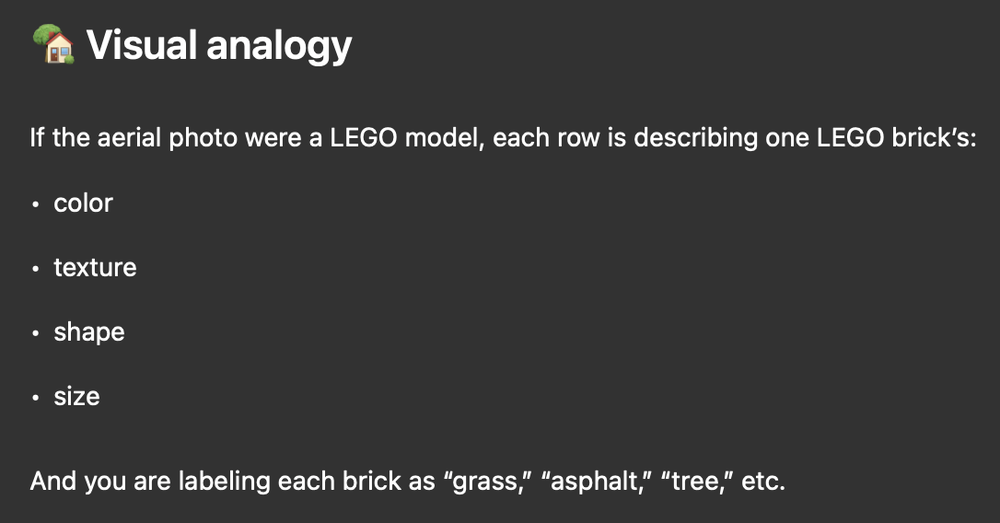 Visual analogy
If the aerial photo were a LEGO model, each row is describing one LEGO brick’s:
• color
• texture
• shape
• size
And you are labeling each brick as “grass,” “asphalt,” “tree,” etc.